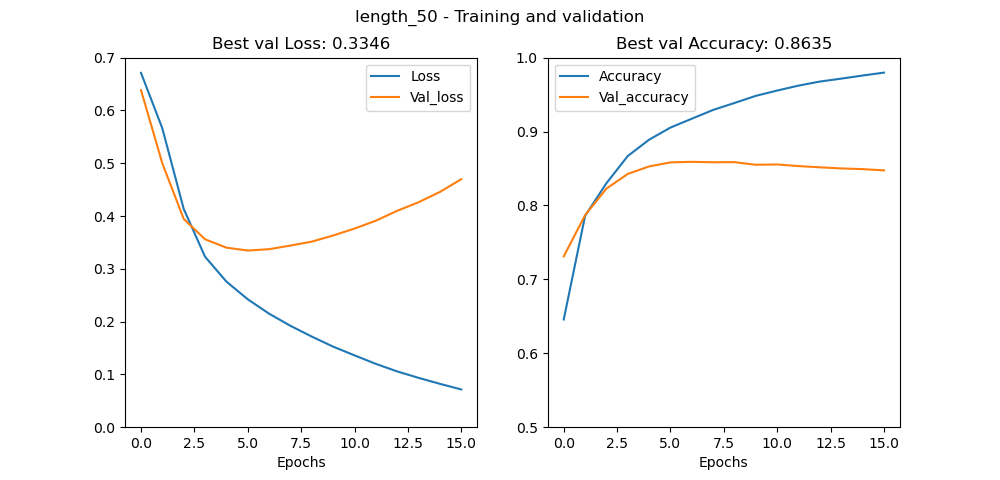 length_50 - Training and validation
Best val Loss: 0.3346
0.7
0.6
0.5
0.4
0.3
0.2
0.1
0.0
Loss
Val_loss
0.0 2.5 5.0 7.5 10.0 12.5 15.0
Epochs
Best val Accuracy: 0.8635
1.0
0.9
0.8
0.7
0.6
0.5
Accuracy
Val_accuracy
0.0 2.5 5.0 7.5 10.0 12.5 15.0
Epochs